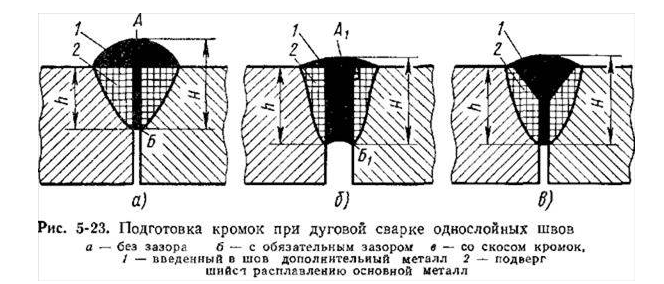 1 A
2
h
H
Б
а)
1 A1
2
h
H
Б1
б)
1
2
h
H
в)
Рис. 5-23. Подготовка кромок при дуговой сварке однослойных швов
а — без зазора б — с обязательным зазором в — со скосом кромок,
1 — введенный в шов дополнительный металл 2 — подверг
шийся расплавлению основной металл